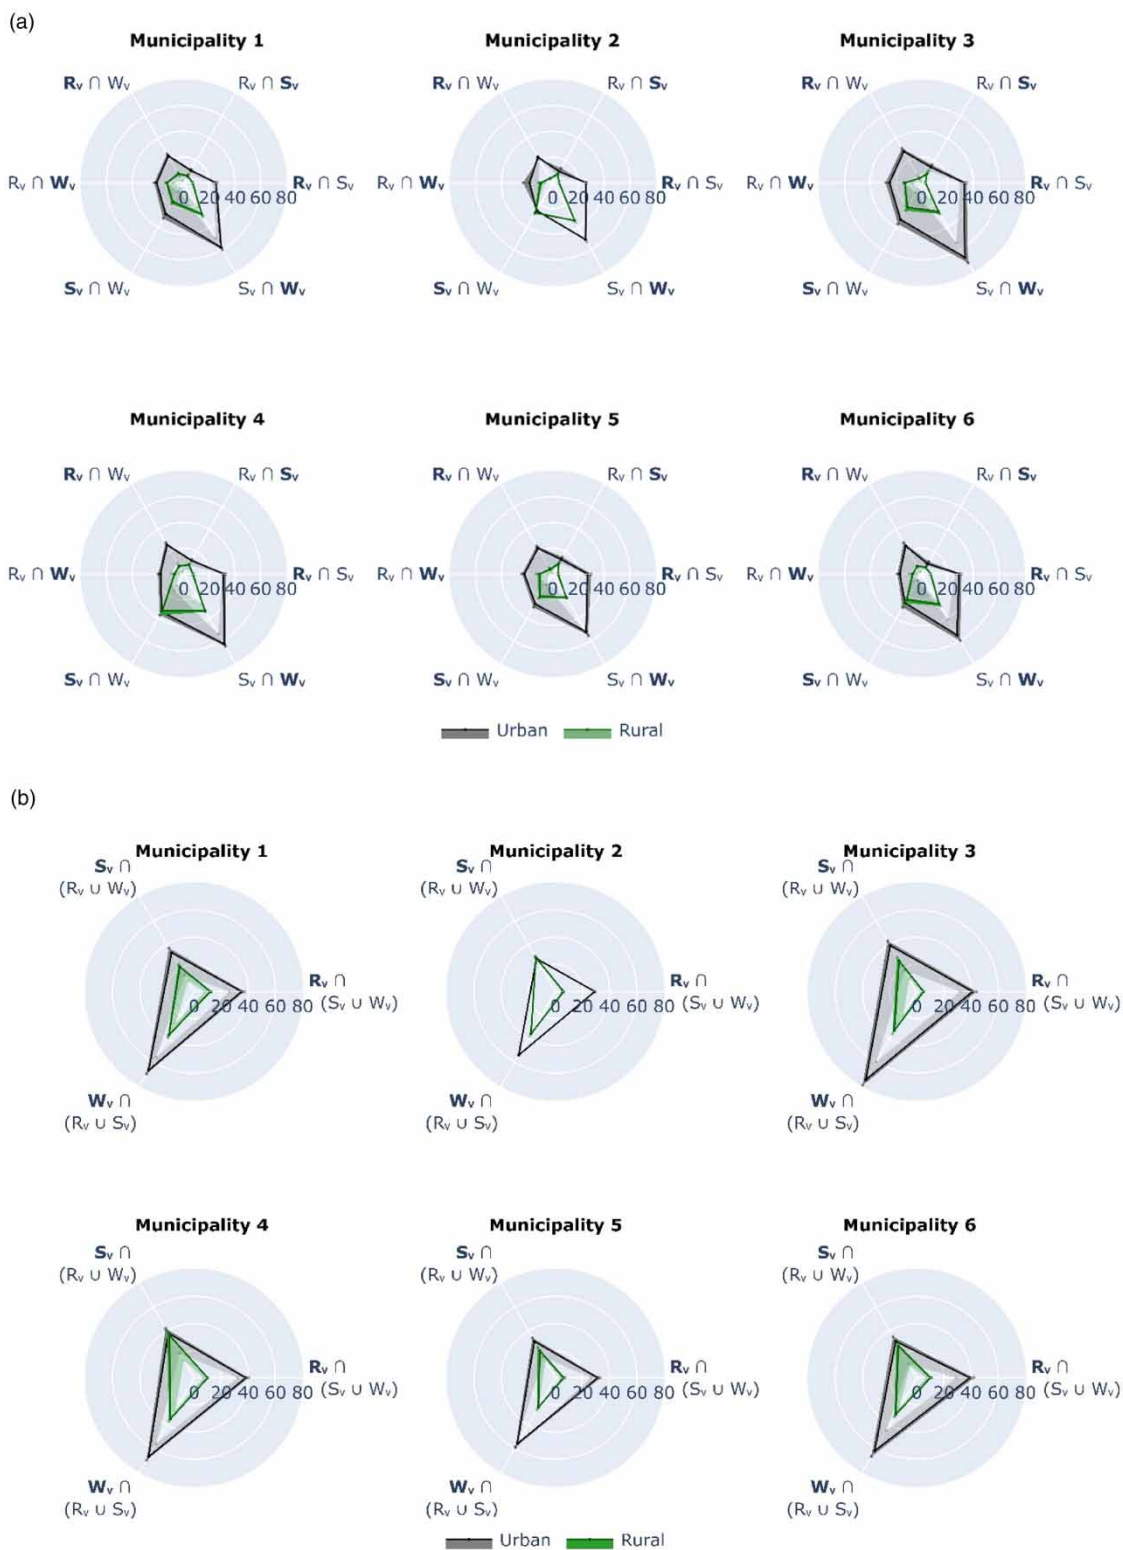 (a)
Municipality 1 Municipality 2 Municipality 3
Rᵥ ∩ Wᵥ Rᵥ ∩ Sᵥ Rᵥ ∩ Wᵥ Rᵥ ∩ Sᵥ Rᵥ ∩ Wᵥ Rᵥ ∩ Sᵥ
Rᵥ ∩ Wᵥ 0 20 40 60 80 Rᵥ ∩ Sᵥ Rᵥ ∩ Wᵥ 0 20 40 60 80 Rᵥ ∩ Sᵥ Rᵥ ∩ Wᵥ 0 20 40 60 80 Rᵥ ∩ Sᵥ
Sᵥ ∩ Wᵥ Sᵥ ∩ Wᵥ Sᵥ ∩ Wᵥ Sᵥ ∩ Wᵥ Sᵥ ∩ Wᵥ Sᵥ ∩ Wᵥ
Municipality 4 Municipality 5 Municipality 6
Rᵥ ∩ Wᵥ Rᵥ ∩ Sᵥ Rᵥ ∩ Wᵥ Rᵥ ∩ Sᵥ Rᵥ ∩ Wᵥ Rᵥ ∩ Sᵥ
Rᵥ ∩ Wᵥ 0 20 40 60 80 Rᵥ ∩ Sᵥ Rᵥ ∩ Wᵥ 0 20 40 60 80 Rᵥ ∩ Sᵥ Rᵥ ∩ Wᵥ 0 20 40 60 80 Rᵥ ∩ Sᵥ
Sᵥ ∩ Wᵥ Sᵥ ∩ Wᵥ Sᵥ ∩ Wᵥ Sᵥ ∩ Wᵥ Sᵥ ∩ Wᵥ Sᵥ ∩ Wᵥ
Urban Rural
(b)
Municipality 1 Municipality 2 Municipality 3
Sᵥ ∩ Sᵥ ∩ Sᵥ ∩
(Rᵥ ∪ Wᵥ) (Rᵥ ∪ Wᵥ) (Rᵥ ∪ Wᵥ)
Rᵥ ∩ Rᵥ ∩ Rᵥ ∩
0 20 40 60 80 (Sᵥ ∪ Wᵥ) 0 20 40 60 80 (Sᵥ ∪ Wᵥ) 0 20 40 60 80 (Sᵥ ∪ Wᵥ)
Wᵥ ∩ Wᵥ ∩ Wᵥ ∩
(Rᵥ ∪ Sᵥ) (Rᵥ ∪ Sᵥ) (Rᵥ ∪ Sᵥ)
Municipality 4 Municipality 5 Municipality 6
Sᵥ ∩ Sᵥ ∩ Sᵥ ∩
(Rᵥ ∪ Wᵥ) (Rᵥ ∪ Wᵥ) (Rᵥ ∪ Wᵥ)
Rᵥ ∩ Rᵥ ∩ Rᵥ ∩
0 20 40 60 80 (Sᵥ ∪ Wᵥ) 0 20 40 60 80 (Sᵥ ∪ Wᵥ) 0 20 40 60 80 (Sᵥ ∪ Wᵥ)
Wᵥ ∩ Wᵥ ∩ Wᵥ ∩
(Rᵥ ∪ Sᵥ) (Rᵥ ∪ Sᵥ) (Rᵥ ∪ Sᵥ)
Urban Rural